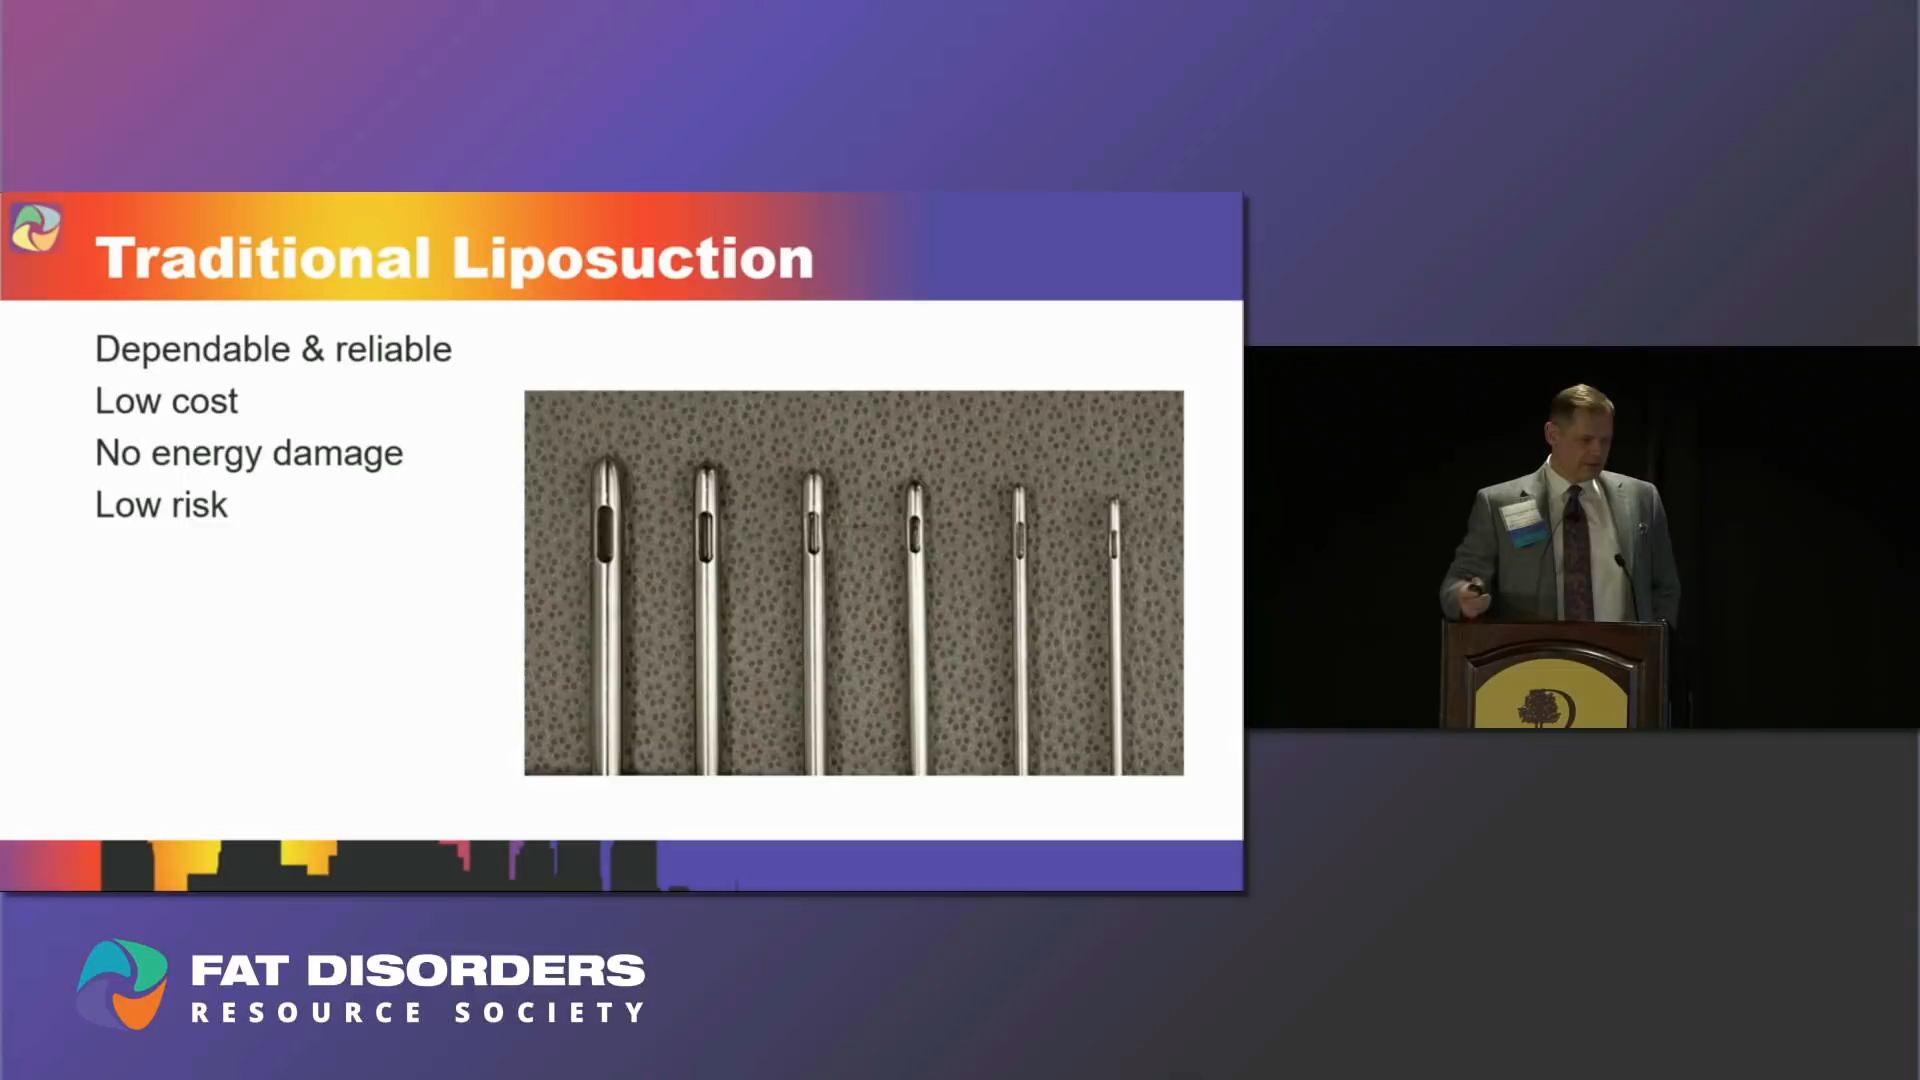 Traditional Liposuction
Dependable & reliable
Low cost
No energy damage
Low risk
FAT DISORDERS
RESOURCE SOCIETY